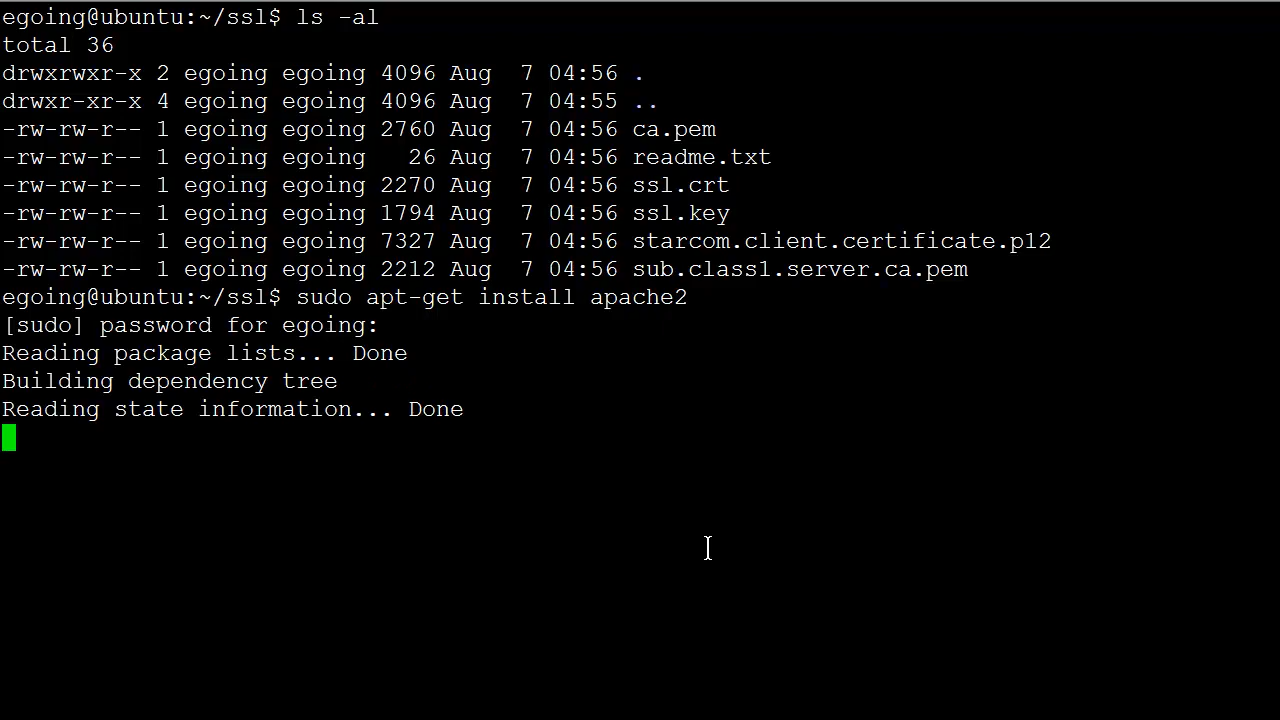 egoing@ubuntu:~/ssl$ ls -al
total 36
drwxrwxr-x 2 egoing egoing 4096 Aug  7 04:56 .
drwxr-xr-x 4 egoing egoing 4096 Aug  7 04:55 ..
-rw-rw-r-- 1 egoing egoing 2760 Aug  7 04:56 ca.pem
-rw-rw-r-- 1 egoing egoing   26 Aug  7 04:56 readme.txt
-rw-rw-r-- 1 egoing egoing 2270 Aug  7 04:56 ssl.crt
-rw-rw-r-- 1 egoing egoing 1794 Aug  7 04:56 ssl.key
-rw-rw-r-- 1 egoing egoing 7327 Aug  7 04:56 starcom.client.certificate.p12
-rw-rw-r-- 1 egoing egoing 2212 Aug  7 04:56 sub.class1.server.ca.pem
egoing@ubuntu:~/ssl$ sudo apt-get install apache2
[sudo] password for egoing:
Reading package lists... Done
Building dependency tree
Reading state information... Done